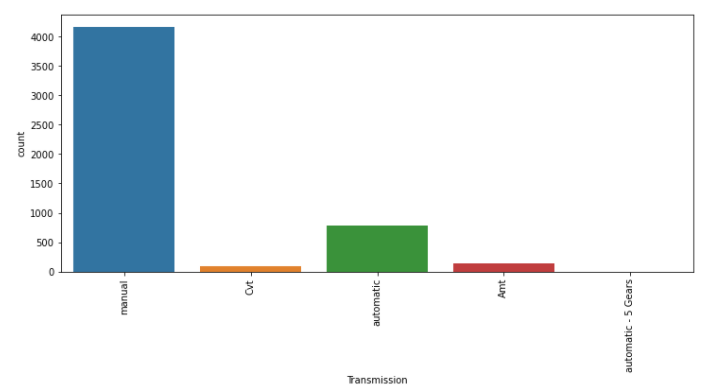 4000
3500
3000
2500
2000
1500
1000
500
0
count
manual
Cvt
automatic
Amt
automatic - 5 Gears
Transmission